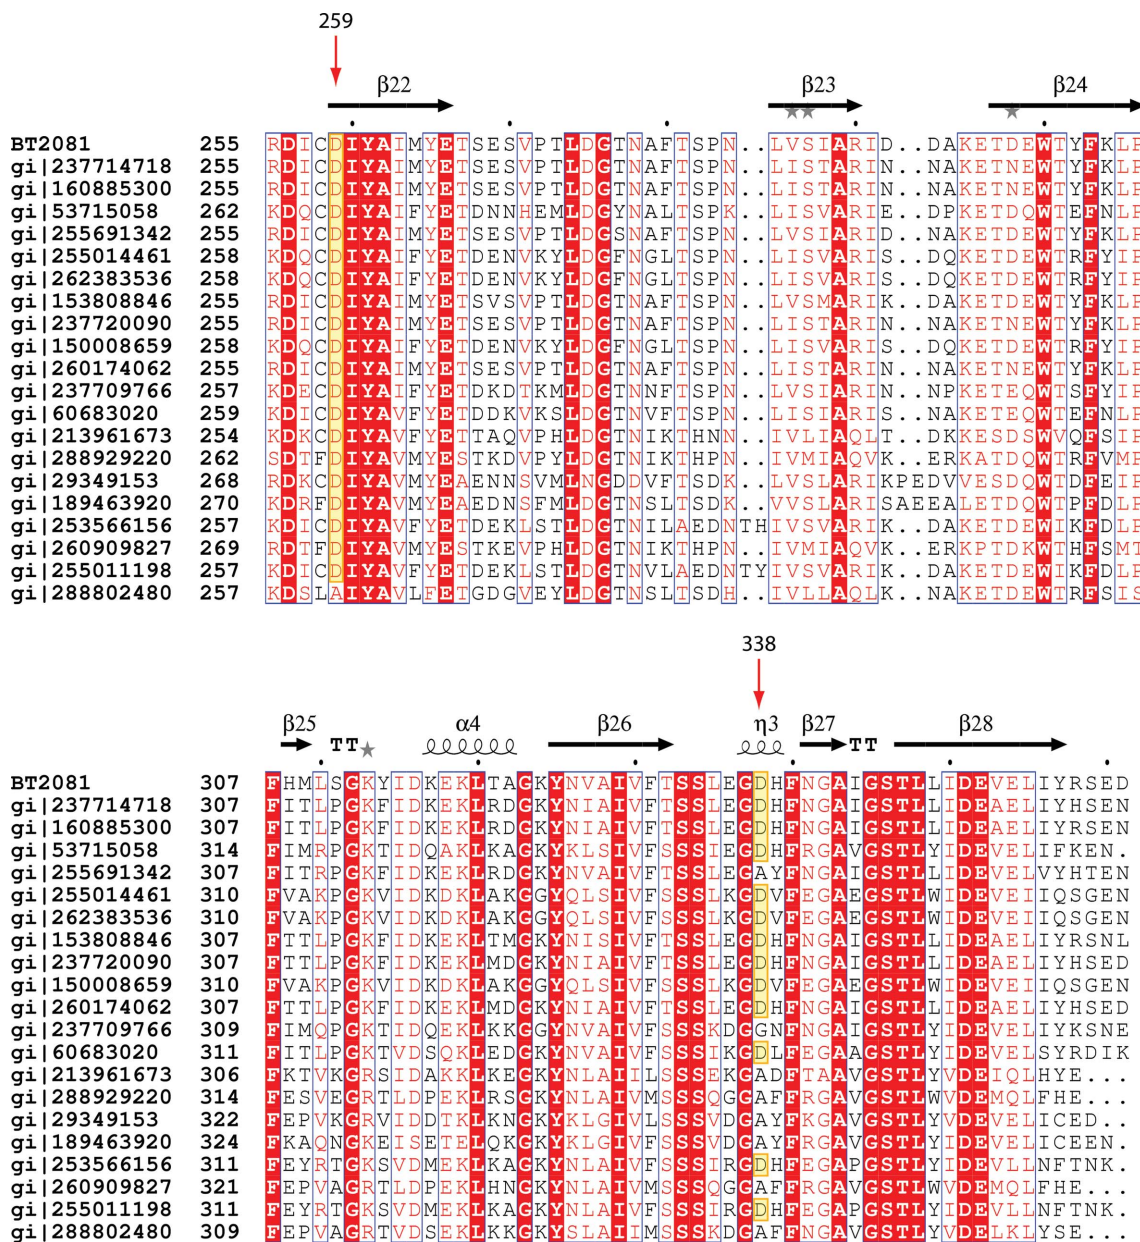 259
β22 β23 β24
BT2081 255 RDICDIYAIMYETSESVPTLDGTNAFTSPN..LVSIARID..DAKETDEWTYFKLP
gi|237714718 255 RDICDIYAIMYETSESVPTLDGTNAFTSPN..LISTARIN..NAKETNEWTYFKLP
gi|160885300 255 RDICDIYAIMYETSESVPTLDGTNAFTSPN..LISTARIN..NAKETNEWTYFKLP
gi|53715058 262 KDQCDIYAIFYETDNNHEMLDGYNALTSPK..LISVARIE..DPKETDQWTEFNLP
gi|255691342 255 RDICDIYAIMYETSESVPTLDGSNAFTSPN..LVSIARID..NAKETDEWTYFKLP
gi|255014461 258 KDQCDIYAIFYETDENVKYLDGFNGLTSPN..LISVARIS..DQKETDEWTRFYIP
gi|262383536 258 KDQCDIYAIFYETDENVKYLDGFNGLTSPN..LISVARIS..DQKETDEWTRFYIP
gi|153808846 255 RDICDIYAIMYETSVSVPTLDGTNAFTSPN..LVSMARIK..DAKETDEWTYFKLP
gi|237720090 255 RDICDIYAIMYETSESVPTLDGTNAFTSPN..LISTARIN..NAKETNEWTYFKLP
gi|150008659 258 KDQCDIYAIFYETDENVKYLDGFNGLTSPN..LISVARIS..DQKETDEWTRFYIP
gi|260174062 255 RDICDIYAIMYETSESVPTLDGTNAFTSPN..LISTARIN..NAKETNEWTYFKLP
gi|237709766 257 KDECDIYAIFYETDKDTKMLDGTNNFTSPN..LVSIARIN..NPKETEQWTSFYIP
gi|60683020 259 KDICDIYAVFYETDDKVKSLDGTNVFTSPN..LISIARIS..NEKETEQWTEFNLP
gi|213961673 254 KDKCDIYAVFYETTAQVPHLDGTNIKTHNN..IVLIAQLT..DKKESDSWVQFSIP
gi|288929220 262 SDTFDIYAVMYESTKDVPYLDGTNIKTHPN..IVMIAQVK..ERKATDQWTRFVMP
gi|29349153 268 RDKCDIYAVMYEAENNSVMLNGDDVFTSDN..IVSLARIKPEDVVESDQWTDFEIP
gi|189463920 270 KDRFDIYAVMYEAEDNSFMLDGTNSLTSDK..VVSLARISAEEALETDQWTPFDLP
gi|253566156 257 KDICDIYAVFYETDEKLSTLDGTNILAEDNTHIVSVARIK..DAKETDEWIKFDLP
gi|260909827 269 RDTFDIYAVMYESTKEVPHLDGTNIKTHPN..IVMIAQVK..ERKPTDKWTHFSMT
gi|255011198 257 KDICDIYAVFYETDEKLSTLDGTNVLAEDNTYIVSVARIK..DAKETDEWIRFDLP
gi|288802480 257 KDSLAIYAVLFETGDGVEYLDGTNSLTSDH..IVLLAQLK..NAKETDEWTRFSIS
338
β25 TT α4 β26 η3 β27 TT β28
BT2081 307 FHMLSGKYIDKEKLTAGKYNVAIVFTSSLEGDHFNGAIGSTLLIDEVELIYRSED
gi|237714718 307 FITLPGKFIDKEKLRDGKYNIAIVFTSSLEGDHFNGAIGSTLLIDEAELIYHSEN
gi|160885300 307 FITLPGKFIDKEKLRDGKYNIAIVFTSSLEGDHFNGAIGSTLLIDEAELIYRSEN
gi|53715058 314 FIMRPGKTIDQAKLKAGKYKLSIVFSSSIEGDHFRGAVGSTLYIDEVELIFKEN.
gi|255691342 307 FITRPGKFIDKEKLRDGKYNVAIVFTSSLEGAYFNGAIGSTLLIDEVELVYHTEN
gi|255014461 310 FVAKPGKVIDKDKLAKGGYQLSIVFSSSLKGDVFEGAEGSTLWIDEVEIIQSGEN
gi|262383536 310 FVAKPGKVIDKDKLAKGGYQLSIVFSSSLKGDVFEGAVGSTLWIDEVEIIQSGEN
gi|153808846 307 FTTLPGKFIDKEKLTMGKYNISIVFTSSLEGDHFNGAIGSTLLIDEAELIYRSNL
gi|237720090 307 FTTLPGKFIDKEKLMDGKYNIAIVFTSSLEGDHFNGAIGSTLLIDEAELIYHSED
gi|150008659 310 FVAKPGKVIDKDKLAKGGYQLSIVFSSSLKGDVFEGAEGSTLWIDEVEIIQSGEN
gi|260174062 307 FTTLPGKFIDKEKLMDGKYNIAIVFTSSLEGDHFNGAIGSTLLIDEAELIYHSED
gi|237709766 309 FIMQPGKTIDQEKLKKGGYNVAIVFSSSKDGGNFNGAIGSTLYIDEVELIYKSNE
gi|60683020 311 FITLPGKTVDSQKLEDGKYNVAIVFSSSIKGDLFEGAAGSTLYIDEVELSYRDIK
gi|213961673 306 FKTVKGRSIDAKKLKEGKYNLAIILSSSEKGADFTAAVGSTLYVDEIQLHYE...
gi|288929220 314 FESVEGRTLDPEKLRSGKYNLAIVMSSSQGGAFFRGAVGSTLWVDEMQLFHE...
gi|29349153 322 FEPVKGRVIDDTKLKNGKYKLGIVLSSSKDGAYFKGAVGSTLYIDEVELICED..
gi|189463920 324 FKAQNGKEISETELQKGKYNLGIVFSSSVDGAYFRGAVGSTLYIDEVELICEEN.
gi|253566156 311 FEYRTGKSVDMEKLKAGKYNLAIVFSSSIRGDHFEGAPGSTLYIDEVLLNFTNK.
gi|260909827 321 FEPVAGRTLDPEKLHNGKYNLAIVMSSSQGGAFFRGAVGSTLWVDEMQLFHE...
gi|255011198 311 FEYRTGKSVDMEKLKAGKYNLAIVFSSSIRGDHFEGAVGSTLYIDEVLLNFTNK.
gi|288802480 309 FEPVAGRTVDSEKLKKGKYSLAIIMSSSKDGAFFNGAVGSTLYVDELKLYSE...